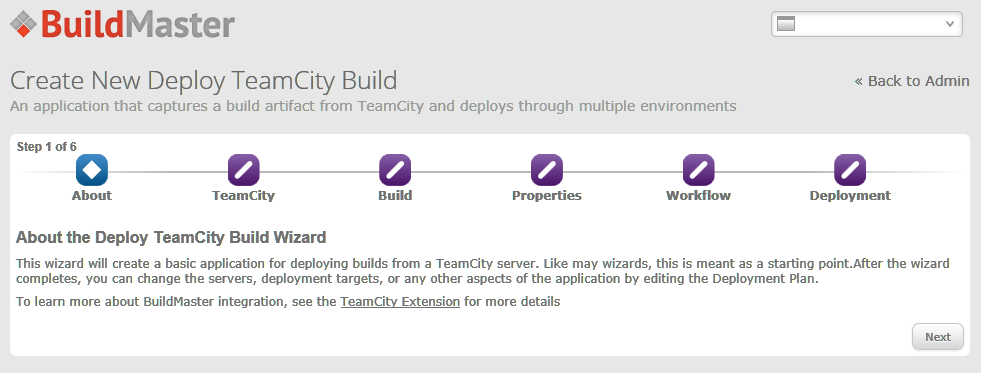 BuildMaster
Create New Deploy TeamCity Build
« Back to Admin
An application that captures a build artifact from TeamCity and deploys through multiple environments
Step 1 of 6
About TeamCity Build Properties Workflow Deployment
About the Deploy TeamCity Build Wizard
This wizard will create a basic application for deploying builds from a TeamCity server. Like may wizards, this is meant as a starting point.After the wizard
completes, you can change the servers, deployment targets, or any other aspects of the application by editing the Deployment Plan.
To learn more about BuildMaster integration, see the TeamCity Extension for more details
Next